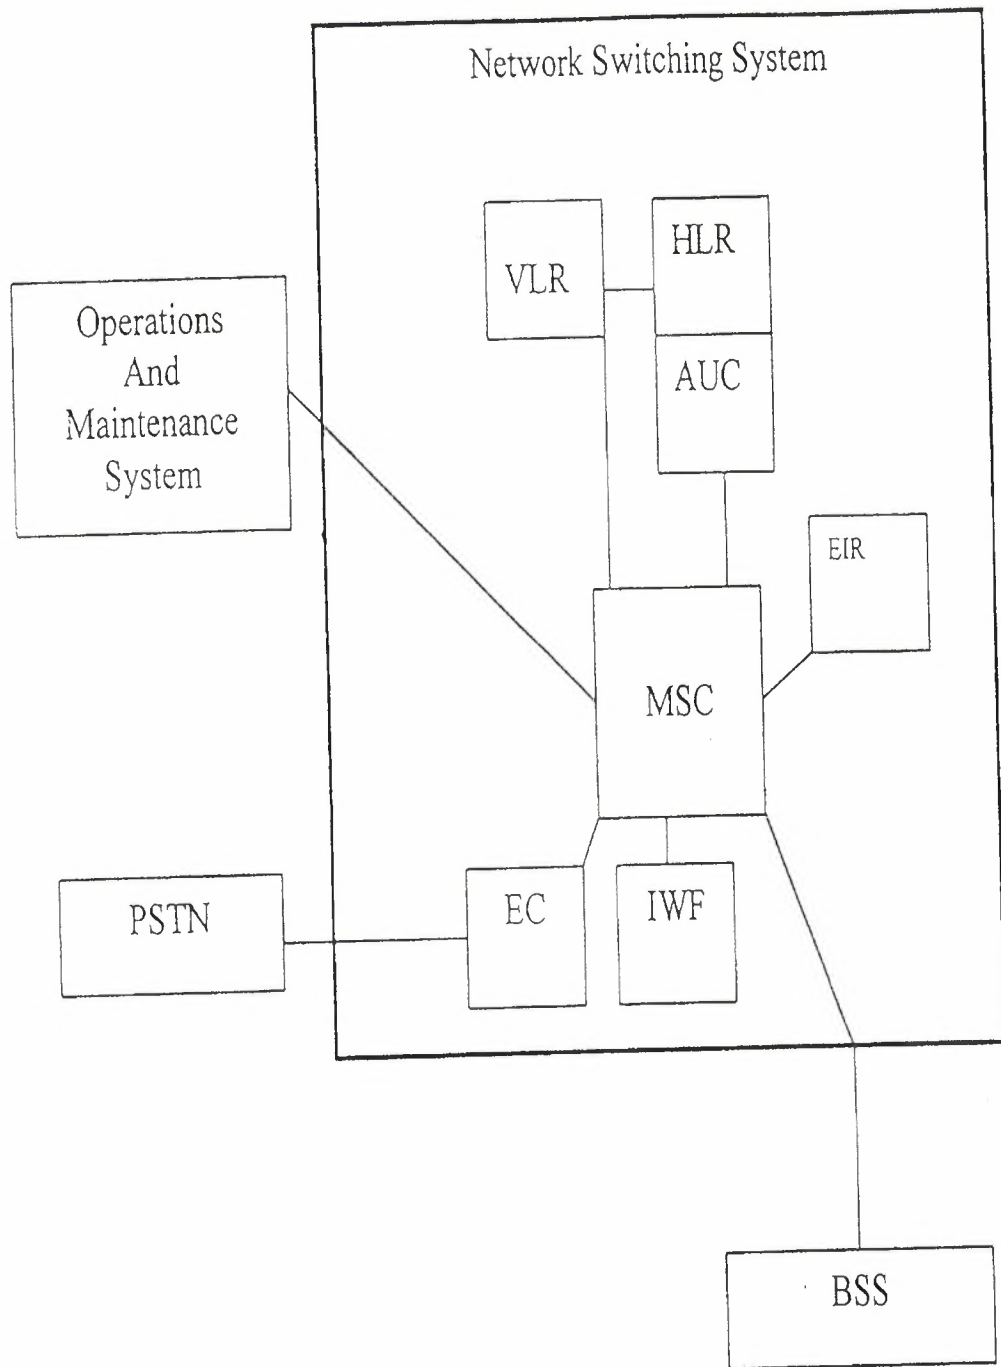 Network Switching System
VLR
HLR
AUC
Operations
And
Maintenance
System
EIR
MSC
PSTN
EC
IWF
BSS